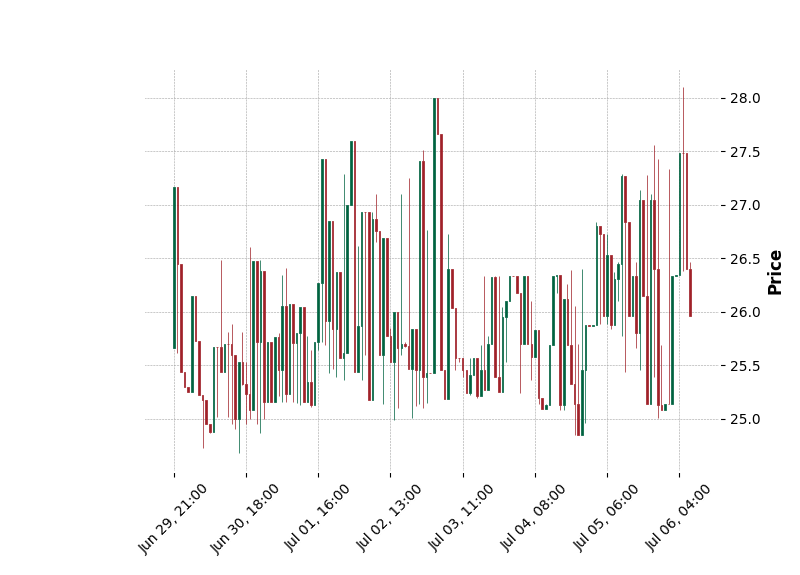 28.0
27.5
27.0
26.5
26.0
25.5
25.0
Price
Jun 29, 21:00
Jun 30, 18:00
Jul 01, 16:00
Jul 02, 13:00
Jul 03, 11:00
Jul 04, 08:00
Jul 05, 06:00
Jul 06, 04:00